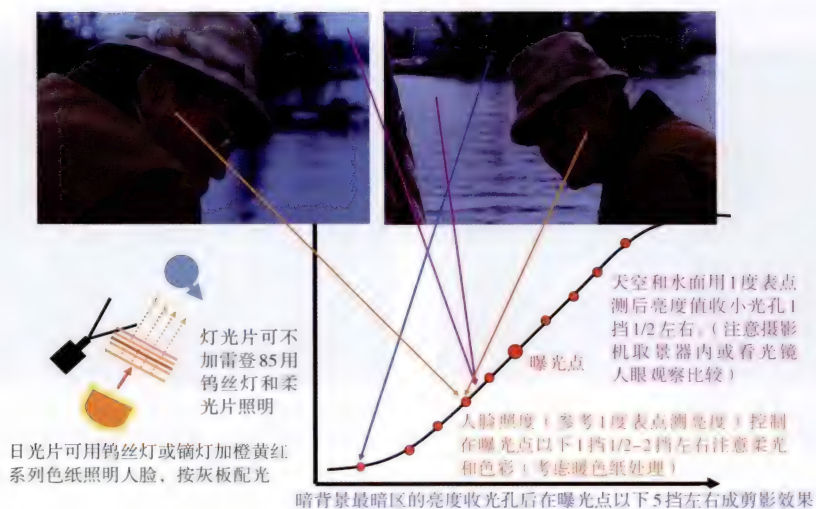 天空和水面用1度表点
测后亮度值收小光孔1
挡1/2左右。（注意摄影
机取景器内或看光镜
人眼观察比较）
灯光片可不
加雷登85用
钨丝灯和柔
光片照明
曝光点
人脸照度（参考1度表点测亮度）控制
在曝光点以下1挡1/2-2挡左右注意柔光
和色彩（考虑暖色纸处理）
日光片可用钨丝灯或镝灯加橙黄红
系列色纸照明人脸，按灰板配光
暗背景最暗区的亮度收光孔后在曝光点以下5挡左右成剪影效果